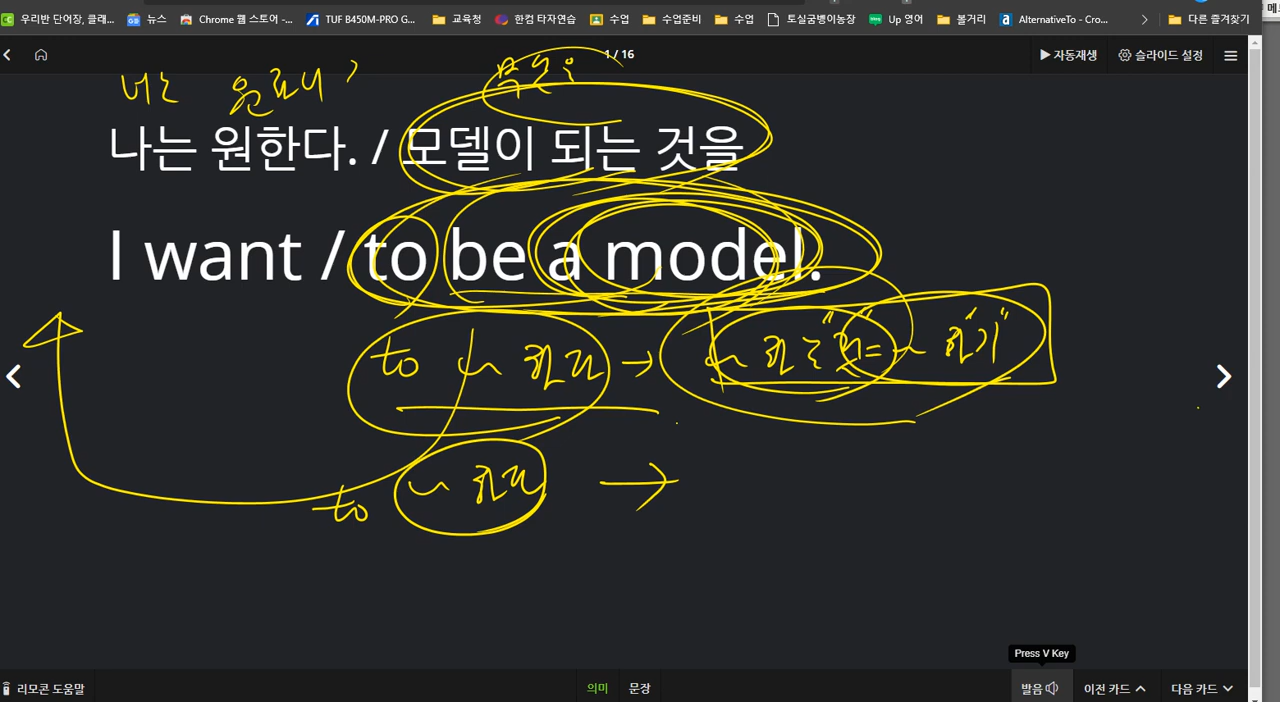 우리반 단어장, 클래... 뉴스 Chrome 웹 스토어 -... TUF B450M-PRO G... 교육청 한컴 타자연습 수업 수업준비 수업 토실굼벵이농장 Up 영어 볼거리 AlternativeTo - Cro... 다른 즐겨찾기
1 / 16 자동재생 슬라이드 설정
너는 원하니?
무엇을
나는 원한다. / 모델이 되는 것을
I want / to be a model.
to ~ 하다 → ~ 하는 "것" = ~ 하"기"
to ~ 하다 →
Press V Key
리모콘 도움말 의미 문장 발음 이전 카드 다음 카드